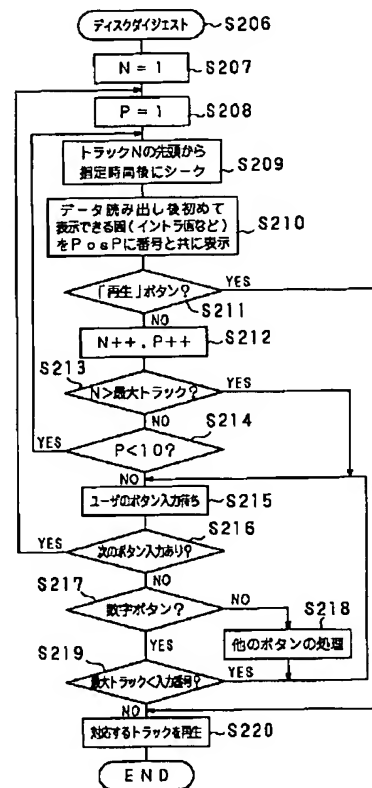 ディスクダイジェスト
S206
N = 1
S207
P = 1
S208
トラックNの先頭から
指定時間後にシーク
S209
データ読み出し後初めて
表示できる画(イントラ画など)
をPosPに番号と共に表示
S210
「再生」ボタン?
YES
S211
NO
N++.P++
S212
S213
N>最大トラック?
YES
NO
S214
YES
P<10?
NO
ユーザのボタン入力待ち
S215
S216
YES
次のボタン入力あり?
NO
S217
数字ボタン?
NO
S218
他のボタンの処理
YES
S219
最大トラック<入力番号?
YES
NO
対応するトラックを再生
S220
END